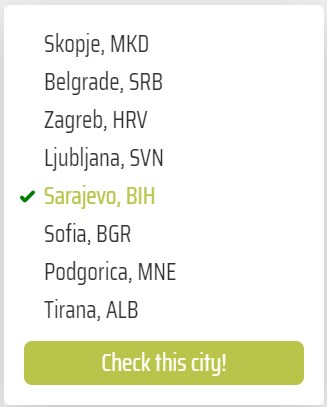 Skopje, MKD
Belgrade, SRB
Zagreb, HRV
Ljubljana, SVN
Sarajevo, BIH
Sofia, BGR
Podgorica, MNE
Tirana, ALB
Check this city!